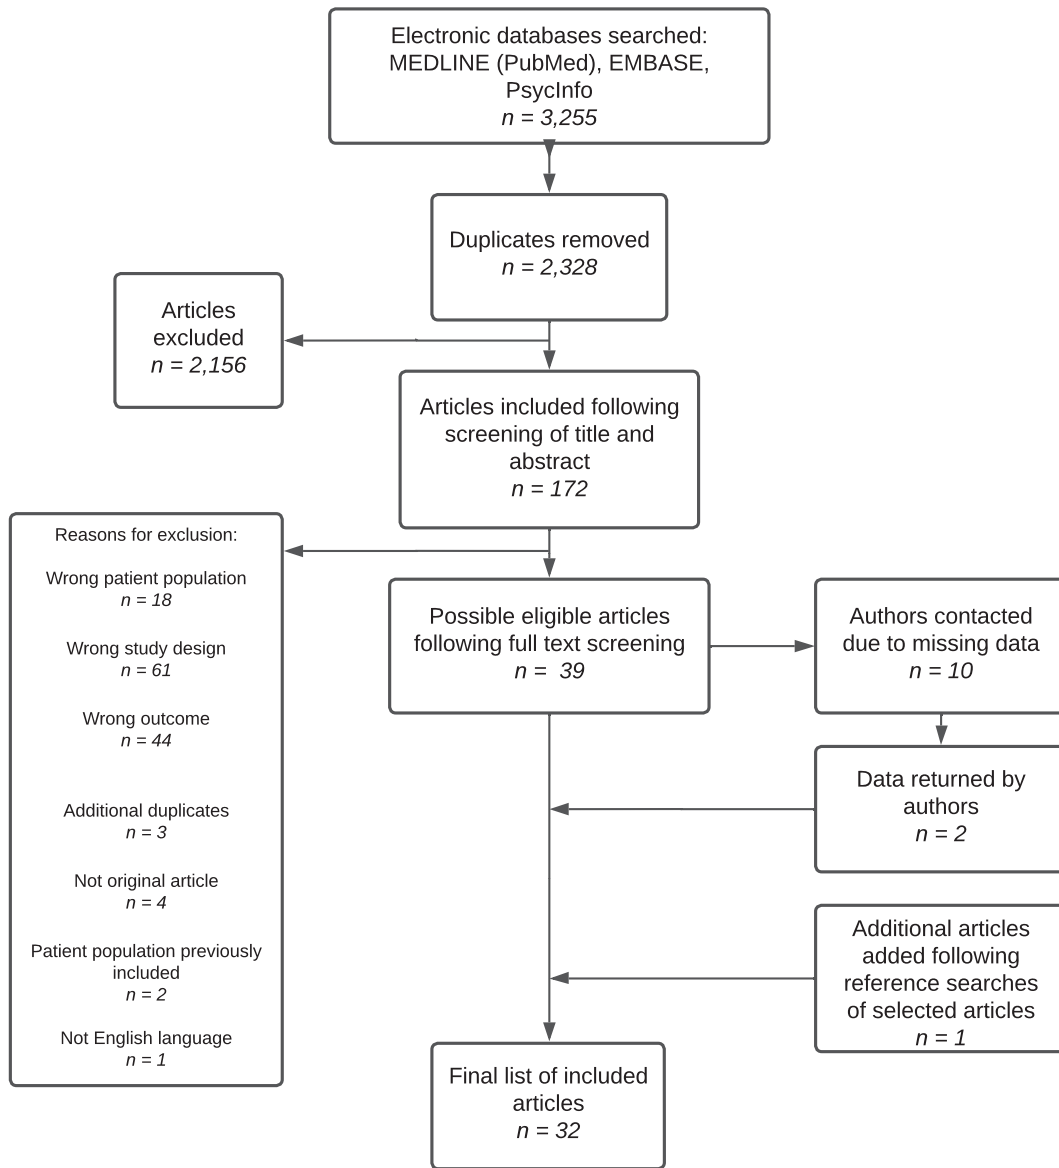 Electronic databases searched:
MEDLINE (PubMed), EMBASE,
PsycInfo
n = 3,255
Duplicates removed
n = 2,328
Articles
excluded
n = 2,156
Articles included following
screening of title and
abstract
n = 172
Reasons for exclusion:
Wrong patient population
n = 18
Wrong study design
n = 61
Wrong outcome
n = 44
Additional duplicates
n = 3
Not original article
n = 4
Patient population previously
included
n = 2
Not English language
n = 1
Possible eligible articles
following full text screening
n = 39
Authors contacted
due to missing data
n = 10
Data returned by
authors
n = 2
Additional articles
added following
reference searches
of selected articles
n = 1
Final list of included
articles
n = 32